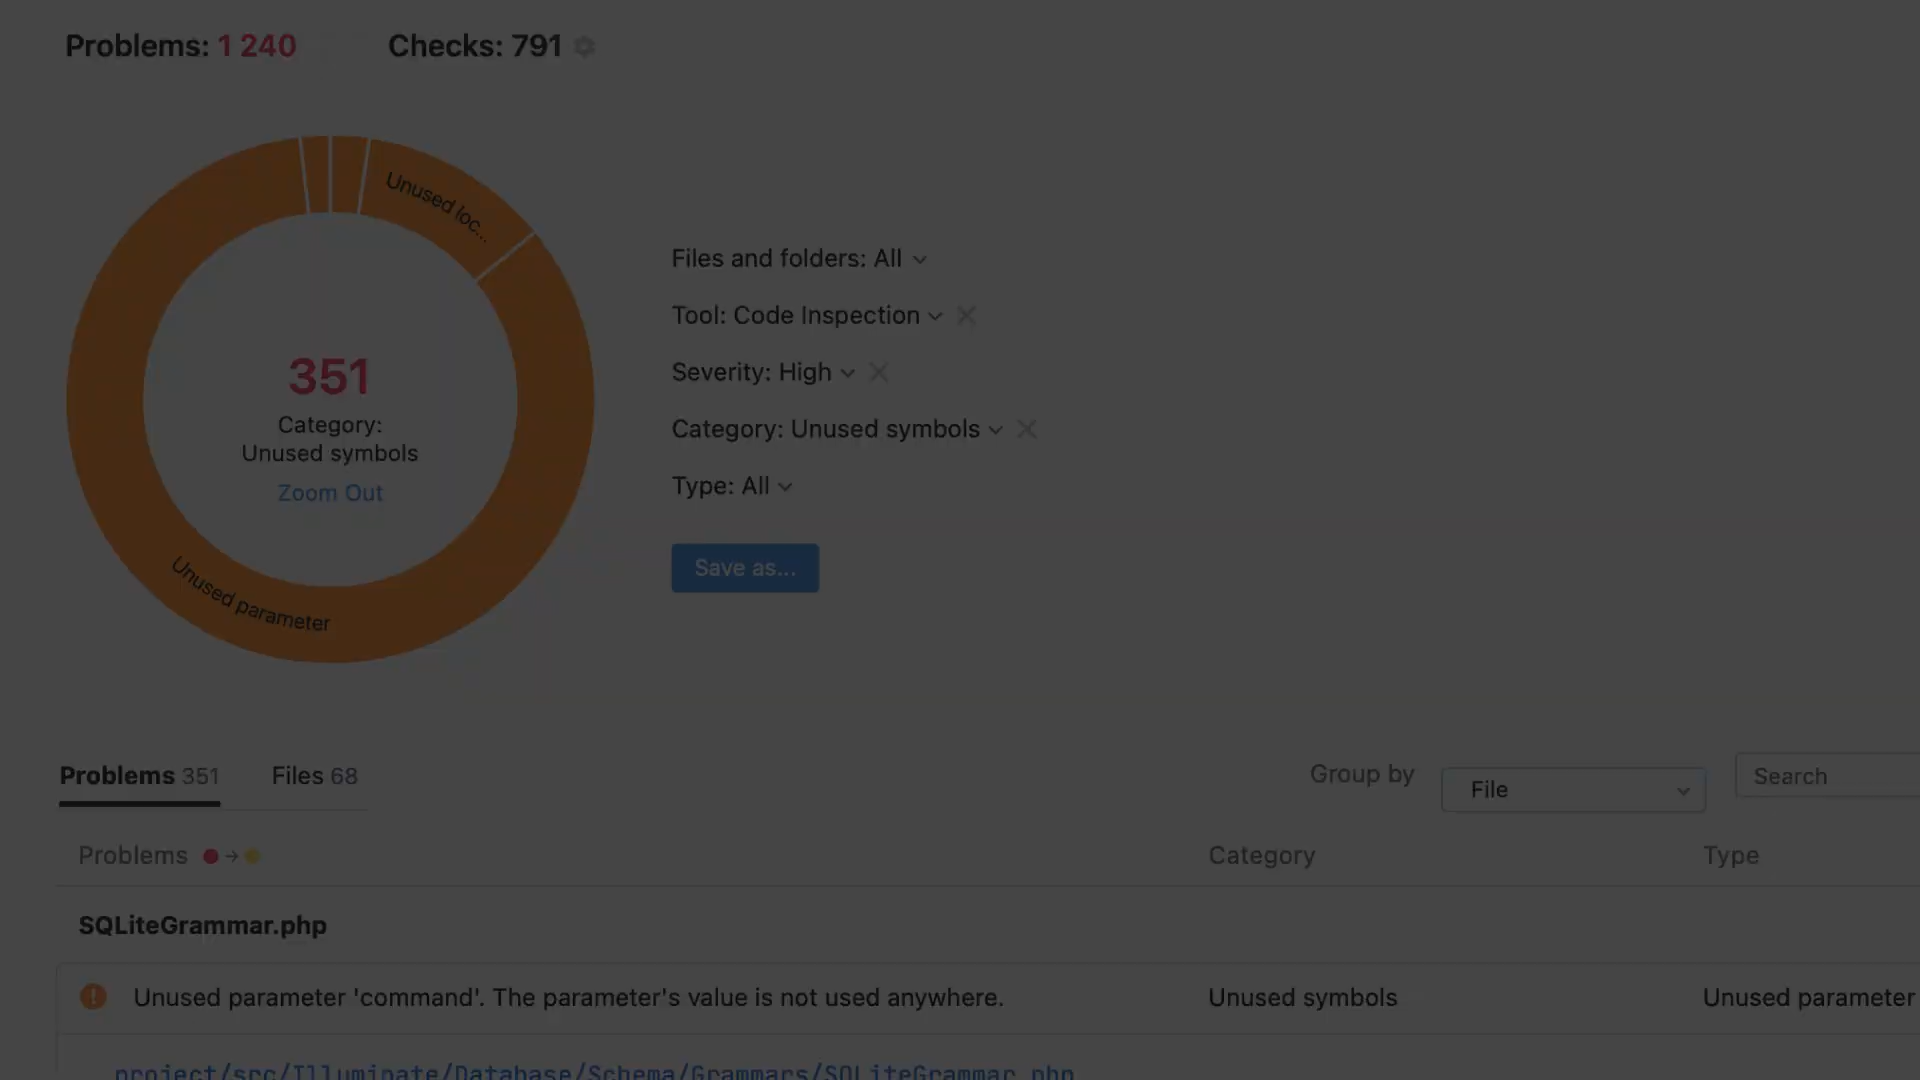 Problems: 1 240
Checks: 791
Unused loc...
351
Category:
Unused symbols
Zoom Out
Unused parameter
Files and folders: All
Tool: Code Inspection
Severity: High
Category: Unused symbols
Type: All
Save as...
Problems 351
Files 68
Group by
File
Search
Problems
Category
Type
SQLiteGrammar.php
Unused parameter 'command'. The parameter's value is not used anywhere.
Unused symbols
Unused parameter
project/src/Illuminate/Database/Schema/Grammars/SQLiteGrammar.php